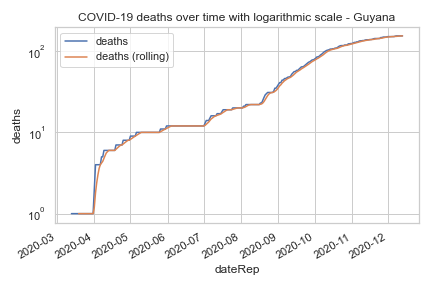 COVID-19 deaths over time with logarithmic scale - Guyana
deaths
deaths (rolling)
10²
10¹
10⁰
deaths
2020-03
2020-04
2020-05
2020-06
2020-07
2020-08
2020-09
2020-10
2020-11
2020-12
dateRep